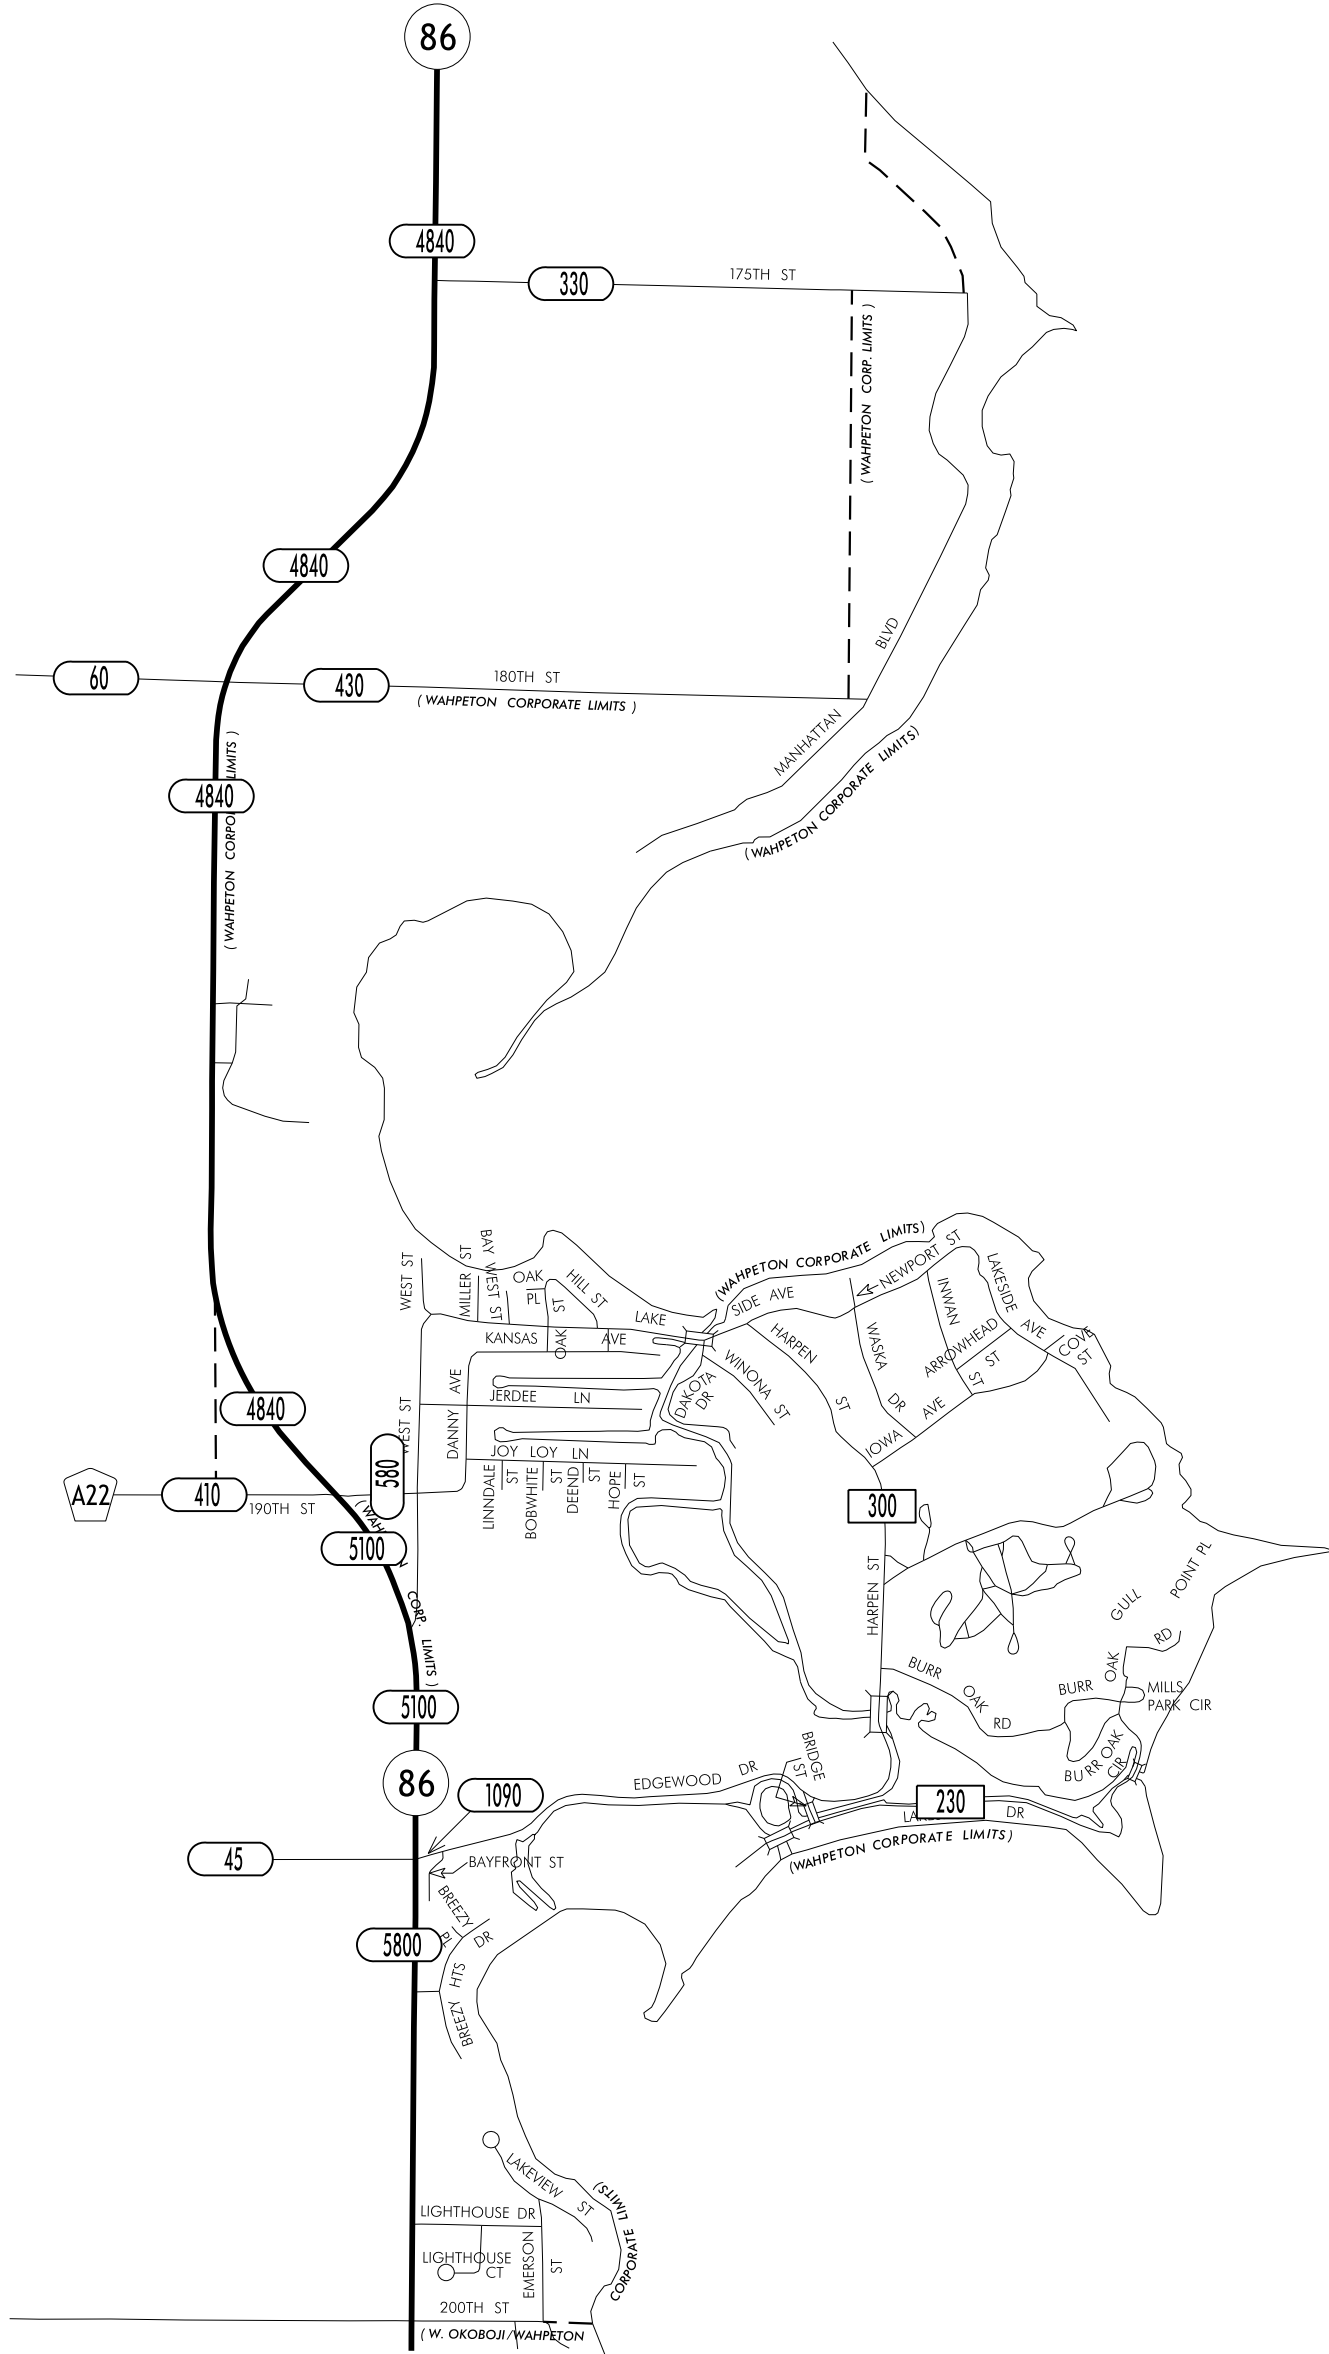 86
4840
330
175TH ST
( WAHPETON CORP. LIMITS )
4840
BLVD
60
430
180TH ST
( WAHPETON CORPORATE LIMITS )
MANHATTAN
(WAHPETON CORPORATE LIMITS)
4840
( WAHPETON CORPO LIMITS )
(WAHPETON CORPORATE LIMITS)
WEST ST
MILLER ST
BAY WEST ST
OAK PL
OAK ST
HILL ST
LAKE
SIDE AVE
NEWPORT ST
INWAN
ST
LAKESIDE
AVE
COVE ST
KANSAS AVE
HARPEN
ST
WASKA
DR
ARROWHEAD
ST
WINONA ST
DAKOTA DR
IOWA AVE
DANNY AVE
JERDEE LN
WEST ST
4840
580
JOY LOY LN
LINNDALE ST
BOBWHITE ST
DEEND ST
HOPE ST
A22
410
190TH ST
( WAH N CORP. LIMITS )
5100
300
HARPEN ST
GULL
POINT PL
BURR
OAK
RD
BURR
OAK
RD
MILLS
PARK CIR
BURR OAK
CIR
5100
86
1090
EDGEWOOD DR
BRIDGE
ST
230
DR
(WAHPETON CORPORATE LIMITS)
45
BAYFRONT ST
BREEZY
PL
DR
5800
BREEZY HTS
LAKEVIEW
ST
LIGHTHOUSE DR
LIGHTHOUSE
CT
EMERSON
ST
CORPORATE LIMITS)
200TH ST
( W. OKOBOJI/WAHPETON